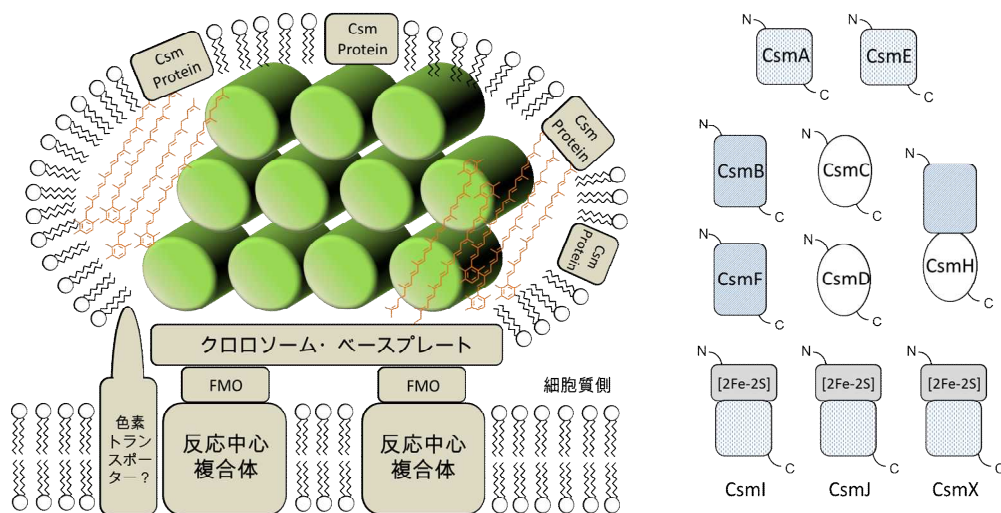 Csm
Protein
Csm
Protein
Csm
Protein
Csm
protein
クロロソーム・ベースプレート
FMO
FMO
細胞質側
色素
トラン
スポー
ター？
反応中心
複合体
反応中心
複合体
N
CsmA
C
N
CsmE
C
N
CsmB
C
N
CsmC
C
N
CsmH
C
N
CsmF
C
N
CsmD
C
N
[2Fe-2S]
C
CsmI
N
[2Fe-2S]
C
CsmJ
N
[2Fe-2S]
C
CsmX